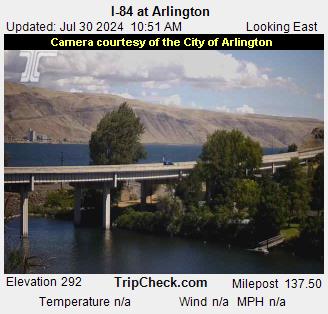 I-84 at Arlington
Updated: Jul 30 2024 10:51 AM Looking East
Camera courtesy of the City of Arlington
Elevation 292 TripCheck.com Milepost 137.50
Temperature n/a Wind n/a MPH n/a